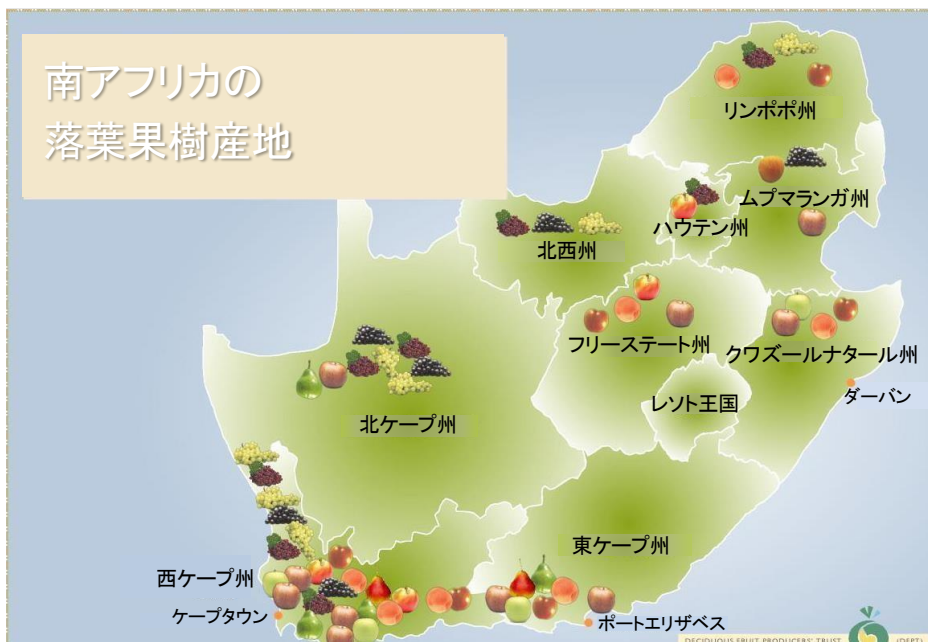 南アフリカの
落葉果樹産地
リンポポ州
ムプマランガ州
ハウテン州
北西州
フリーステート州
クワズールナタール州
ダーバン
レソト王国
北ケープ州
東ケープ州
西ケープ州
ケープタウン
ポートエリザベス
DECIDUOUS FRUIT PRODUCERS' TRUST (DFPT)